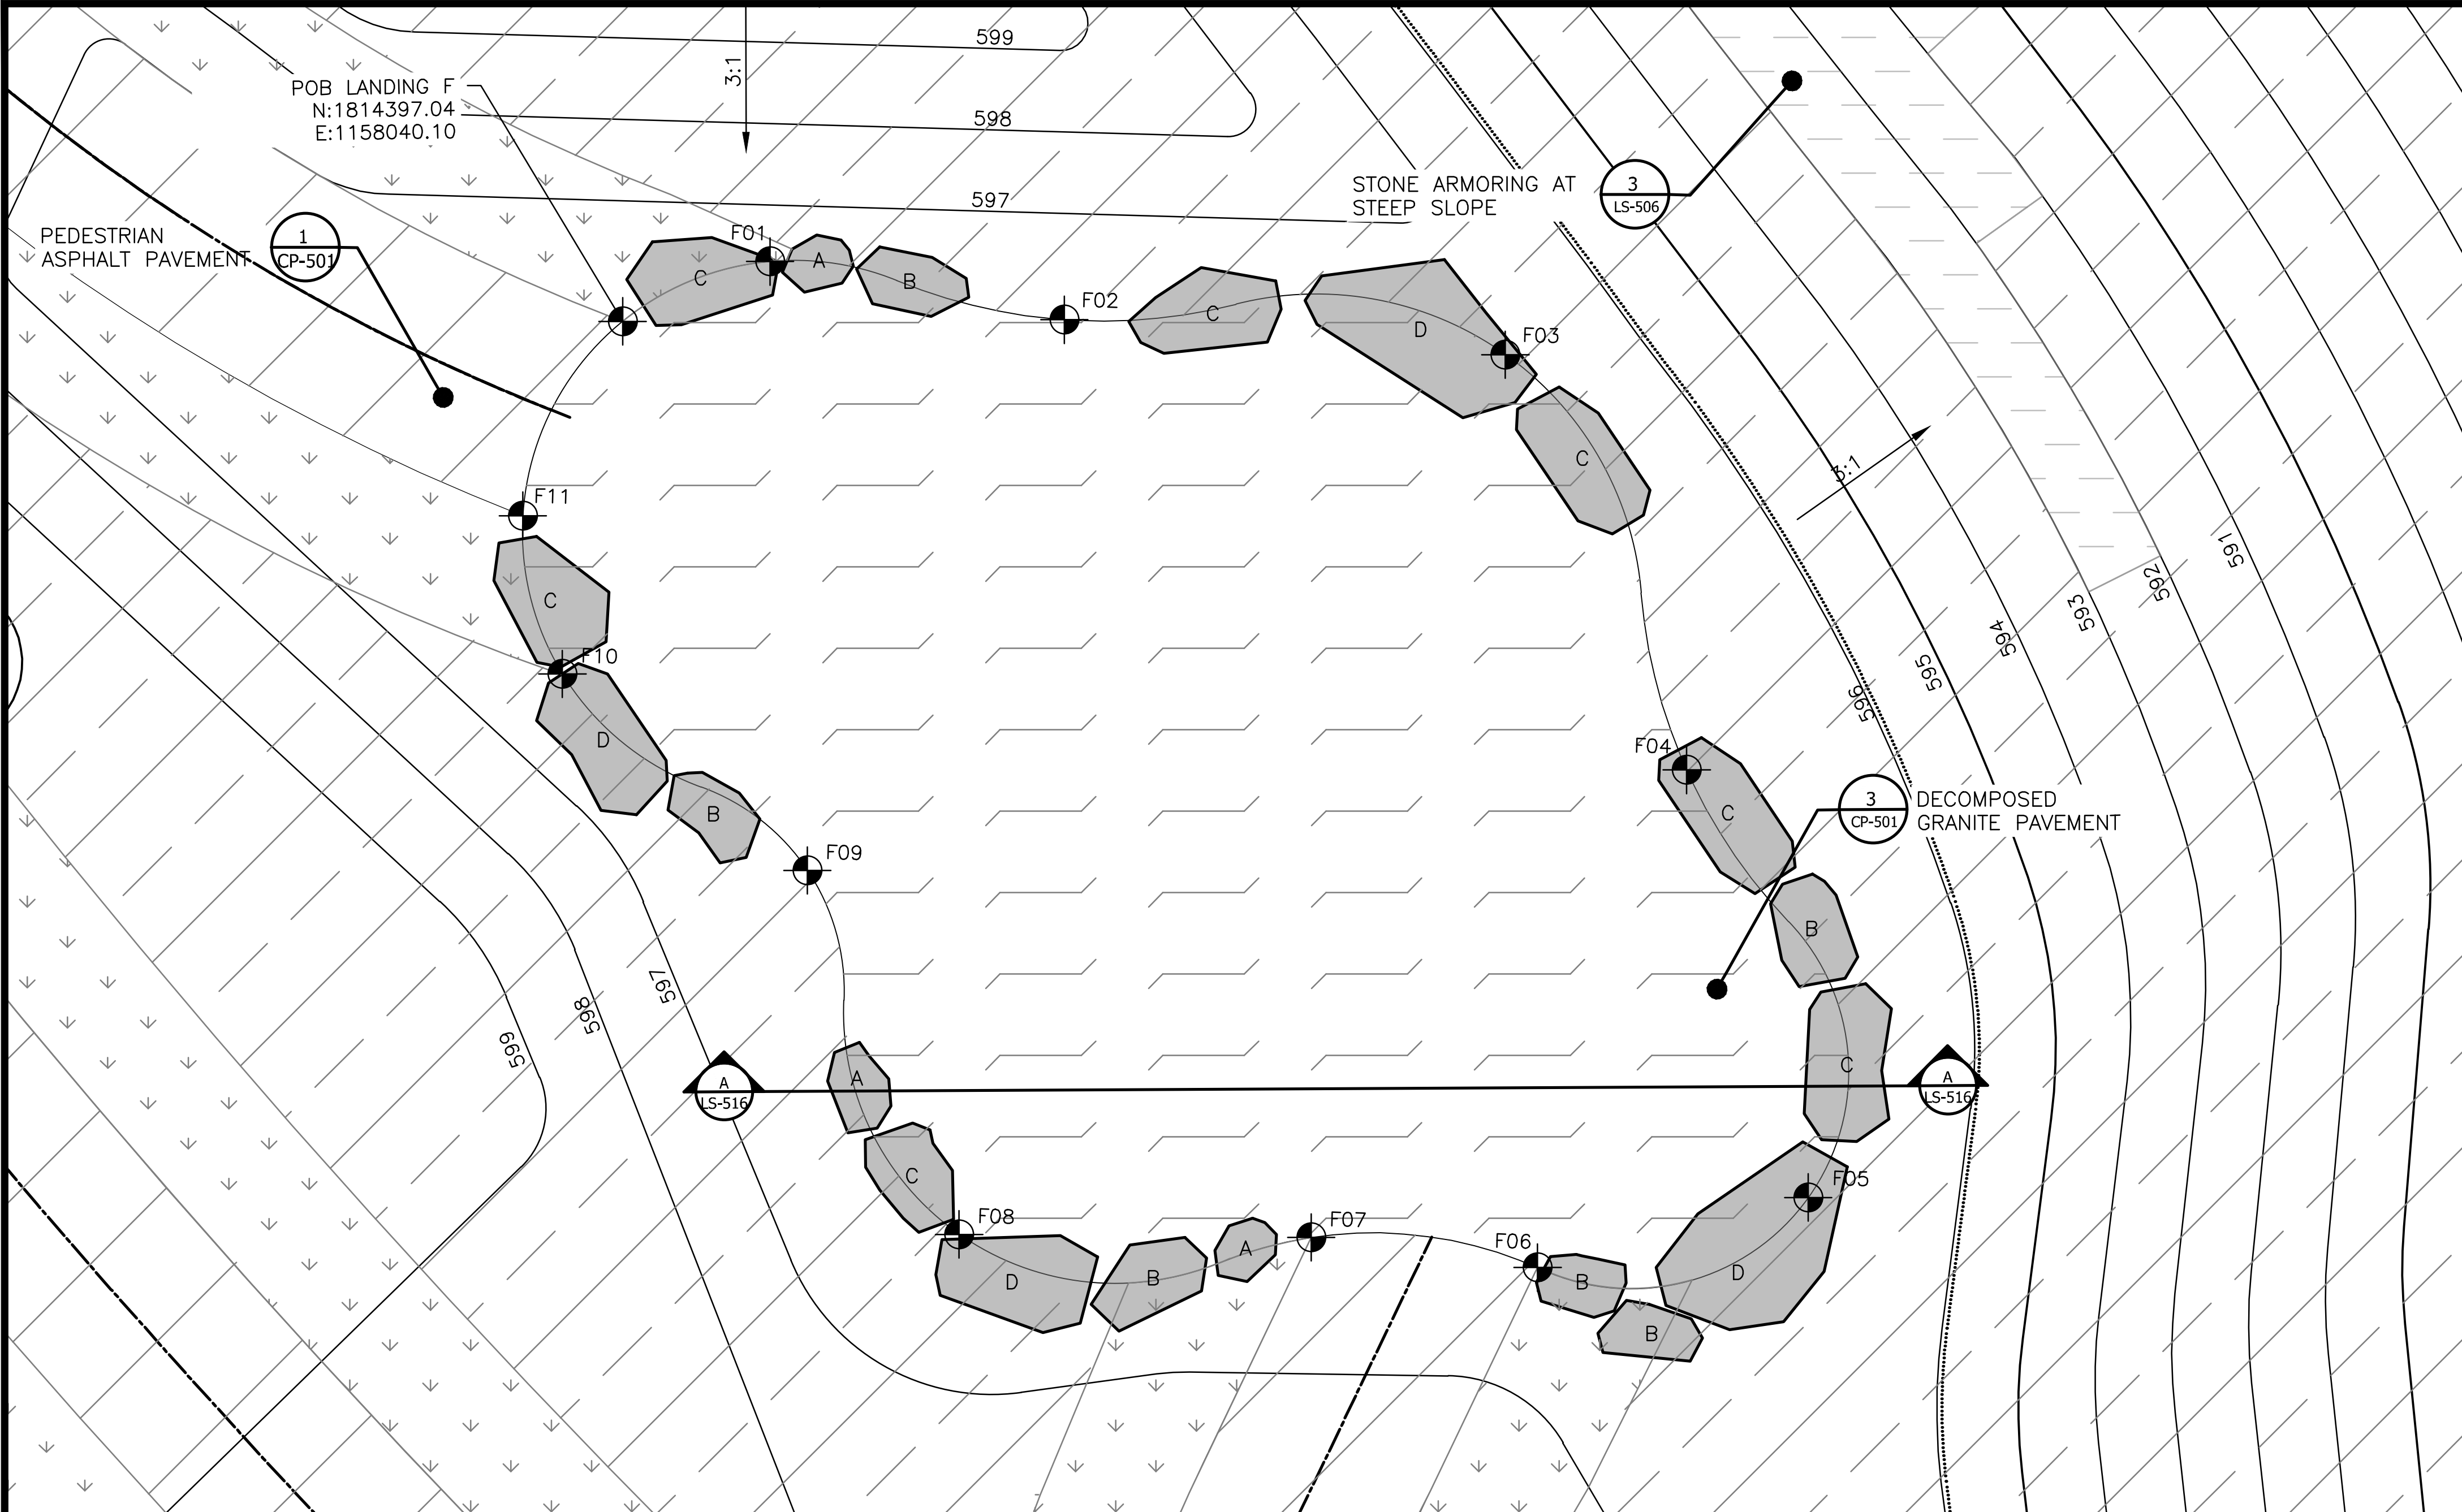 599
3:1
POB LANDING F
N:1814397.04
E:1158040.10
598
STONE ARMORING AT
STEEP SLOPE
3
LS-506
597
PEDESTRIAN
ASPHALT PAVEMENT
1
CP-501
F01
C
A
B
F02
C
D
F03
C
3:1
F11
C
F10
D
B
F09
591
592
593
594
595
596
F04
C
3
CP-501
DECOMPOSED
GRANITE PAVEMENT
B
597
598
599
A
LS-516
A
C
A
LS-516
C
F08
D
B
A
F07
F06
B
B
D
F05